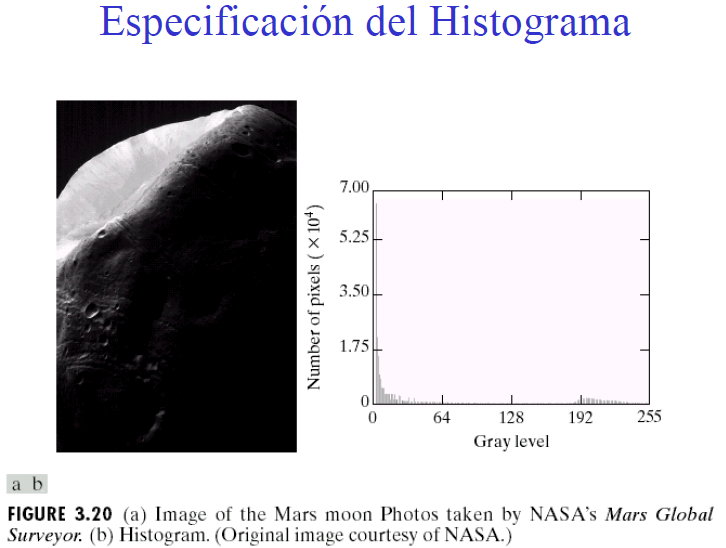 Especificación del Histograma
7.00
5.25
3.50
1.75
0
Number of pixels ( × 10⁴)
0 64 128 192 255
Gray level
a b
FIGURE 3.20 (a) Image of the Mars moon Photos taken by NASA's Mars Global
Surveyor. (b) Histogram. (Original image courtesy of NASA.)